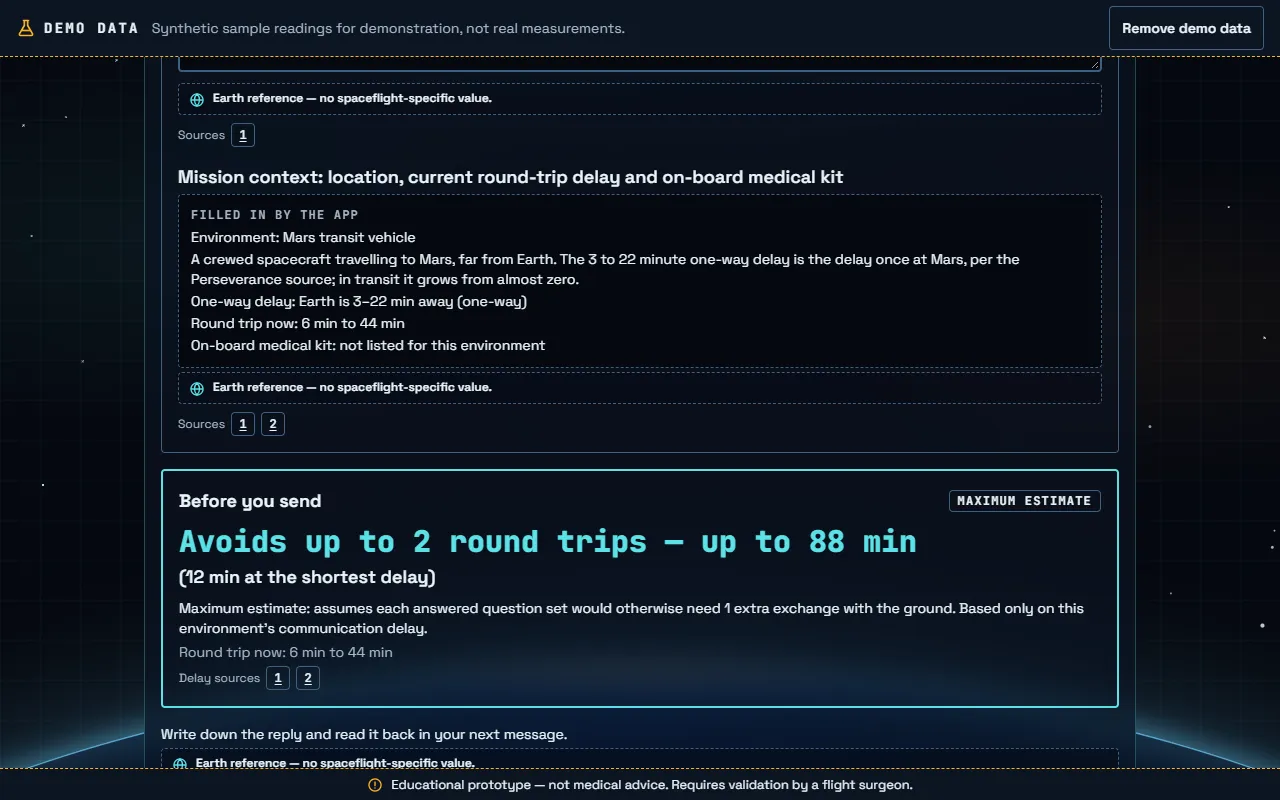 DEMO DATA Synthetic sample readings for demonstration, not real measurements. Remove demo data
Earth reference — no spaceflight-specific value.
Sources 1
Mission context: location, current round-trip delay and on-board medical kit
FILLED IN BY THE APP
Environment: Mars transit vehicle
A crewed spacecraft travelling to Mars, far from Earth. The 3 to 22 minute one-way delay is the delay once at Mars, per the
Perseverance source; in transit it grows from almost zero.
One-way delay: Earth is 3–22 min away (one-way)
Round trip now: 6 min to 44 min
On-board medical kit: not listed for this environment
Earth reference — no spaceflight-specific value.
Sources 1 2
Before you send MAXIMUM ESTIMATE
Avoids up to 2 round trips — up to 88 min
(12 min at the shortest delay)
Maximum estimate: assumes each answered question set would otherwise need 1 extra exchange with the ground. Based only on this
environment's communication delay.
Round trip now: 6 min to 44 min
Delay sources 1 2
Write down the reply and read it back in your next message.
Earth reference — no spaceflight-specific value.
Educational prototype — not medical advice. Requires validation by a flight surgeon.